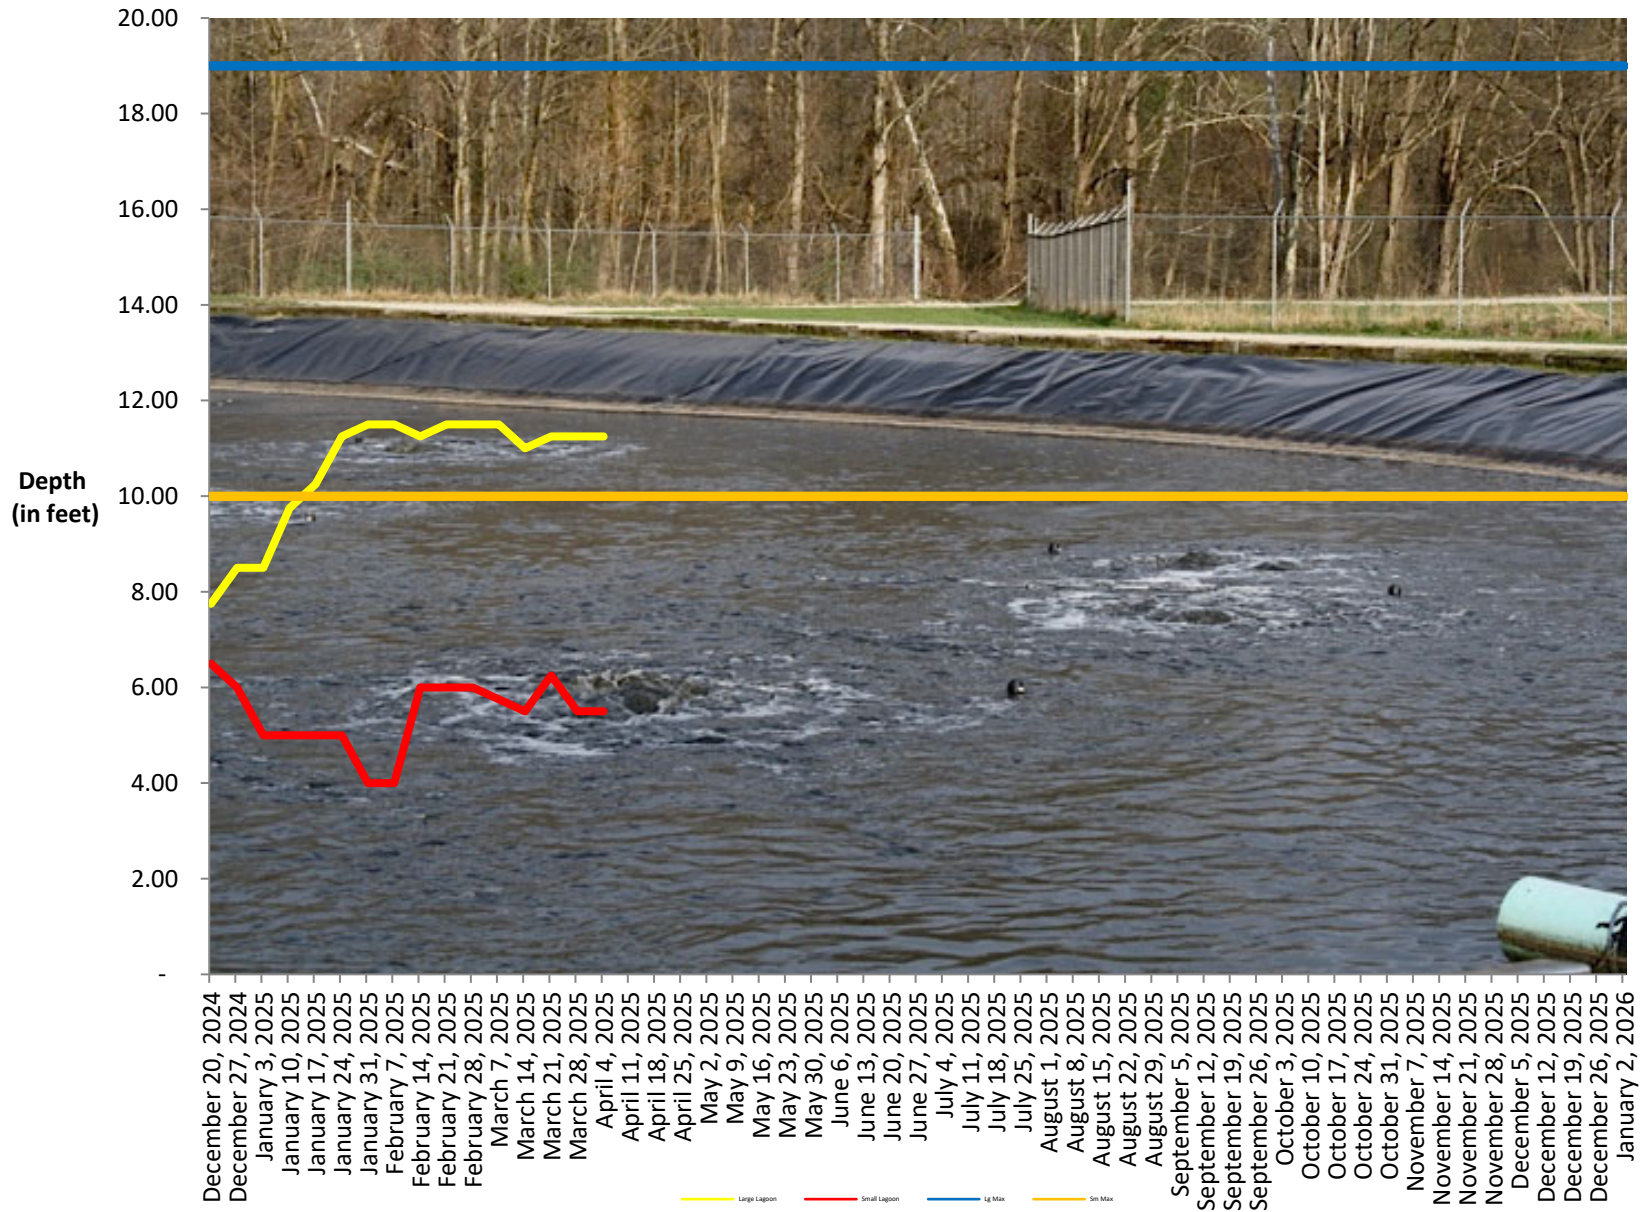 20.00
18.00
16.00
14.00
12.00
10.00
8.00
6.00
4.00
2.00
-
Depth
(in feet)
December 20, 2024
December 27, 2024
January 3, 2025
January 10, 2025
January 17, 2025
January 24, 2025
January 31, 2025
February 7, 2025
February 14, 2025
February 21, 2025
February 28, 2025
March 7, 2025
March 14, 2025
March 21, 2025
March 28, 2025
April 4, 2025
April 11, 2025
April 18, 2025
April 25, 2025
May 2, 2025
May 9, 2025
May 16, 2025
May 23, 2025
May 30, 2025
June 6, 2025
June 13, 2025
June 20, 2025
June 27, 2025
July 4, 2025
July 11, 2025
July 18, 2025
July 25, 2025
August 1, 2025
August 8, 2025
August 15, 2025
August 22, 2025
August 29, 2025
September 5, 2025
September 12, 2025
September 19, 2025
September 26, 2025
October 3, 2025
October 10, 2025
October 17, 2025
October 24, 2025
October 31, 2025
November 7, 2025
November 14, 2025
November 21, 2025
November 28, 2025
December 5, 2025
December 12, 2025
December 19, 2025
December 26, 2025
January 2, 2026
Large Lagoon
Small Lagoon
Lg Max
Sm Max